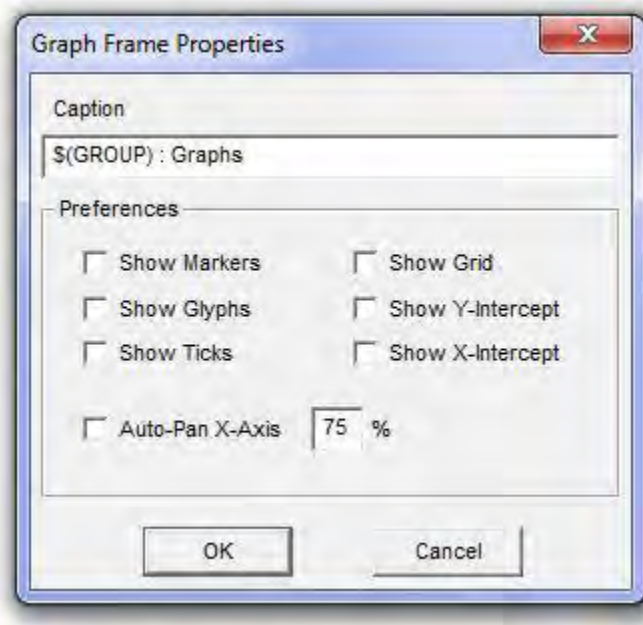 Graph Frame Properties
X
Caption
$(GROUP) : Graphs
Preferences
Show Markers
Show Grid
Show Glyphs
Show Y-Intercept
Show Ticks
Show X-Intercept
Auto-Pan X-Axis 75 %
OK
Cancel